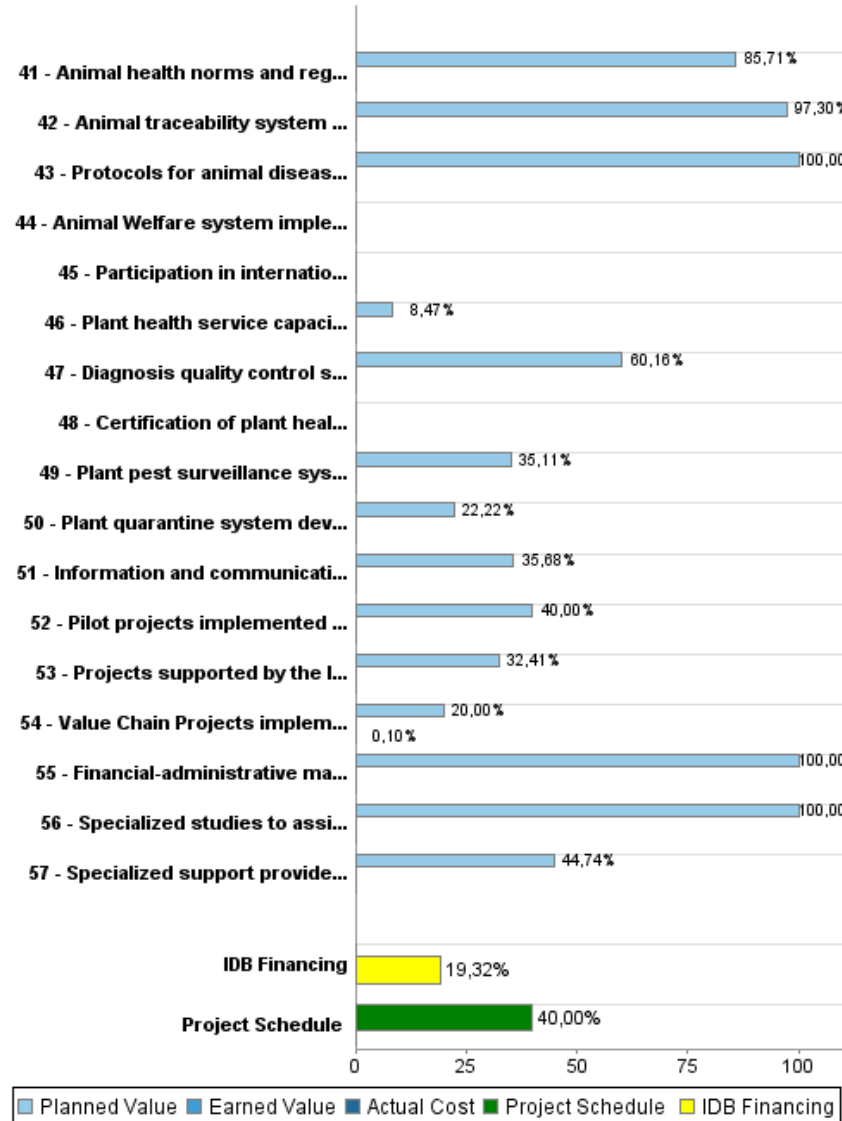 41 - Animal health norms and reg... 85,71%
42 - Animal traceability system ... 97,30%
43 - Protocols for animal diseas... 100,00
44 - Animal Welfare system imple...
45 - Participation in internatio...
46 - Plant health service capaci... 8,47%
47 - Diagnosis quality control s... 60,16%
48 - Certification of plant heal...
49 - Plant pest surveillance sys... 35,11%
50 - Plant quarantine system dev... 22,22%
51 - Information and communicati... 35,68%
52 - Pilot projects implemented ... 40,00%
53 - Projects supported by the I... 32,41%
54 - Value Chain Projects implem... 20,00%
0,10%
55 - Financial-administrative ma... 100,00
56 - Specialized studies to assi... 100,00
57 - Specialized support provide... 44,74%
IDB Financing 19,32%
Project Schedule 40,00%
0 25 50 75 100
Planned Value Earned Value Actual Cost Project Schedule IDB Financing